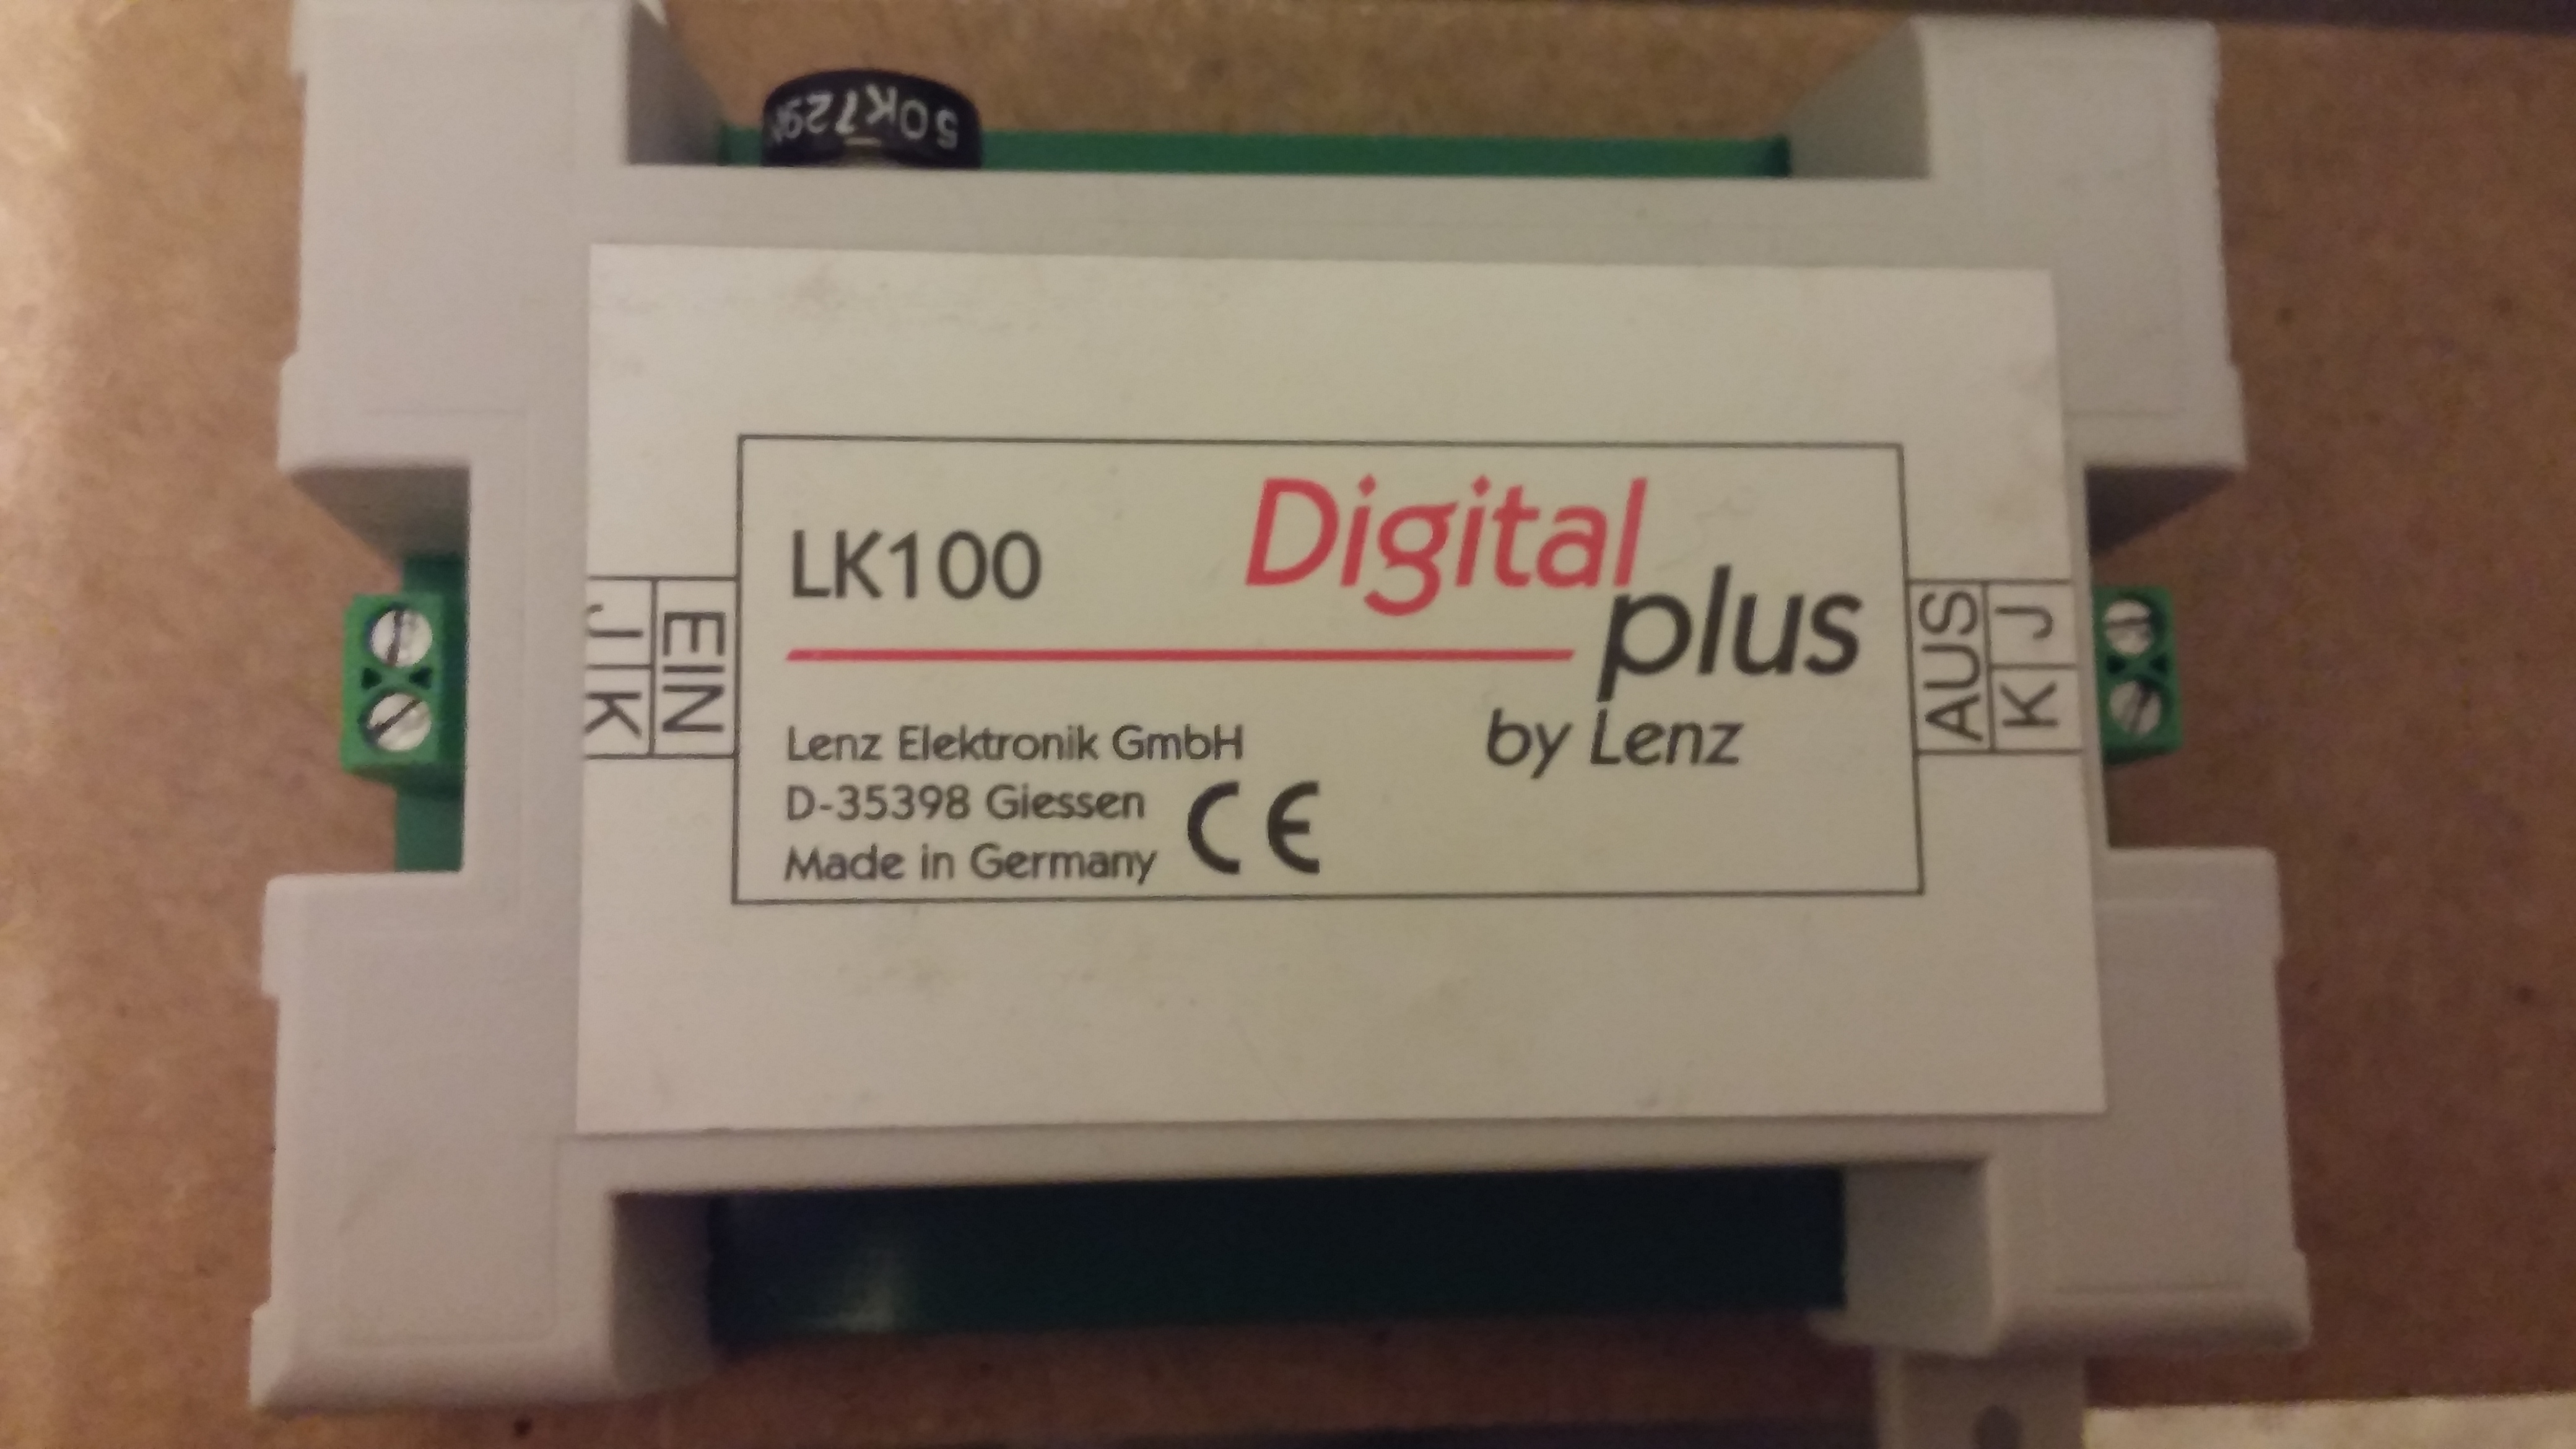 50K729
LK100
Digital
plus
by Lenz
Lenz Elektronik GmbH
D-35398 Giessen
Made in Germany
CE
EIN
J K
AUS
J K